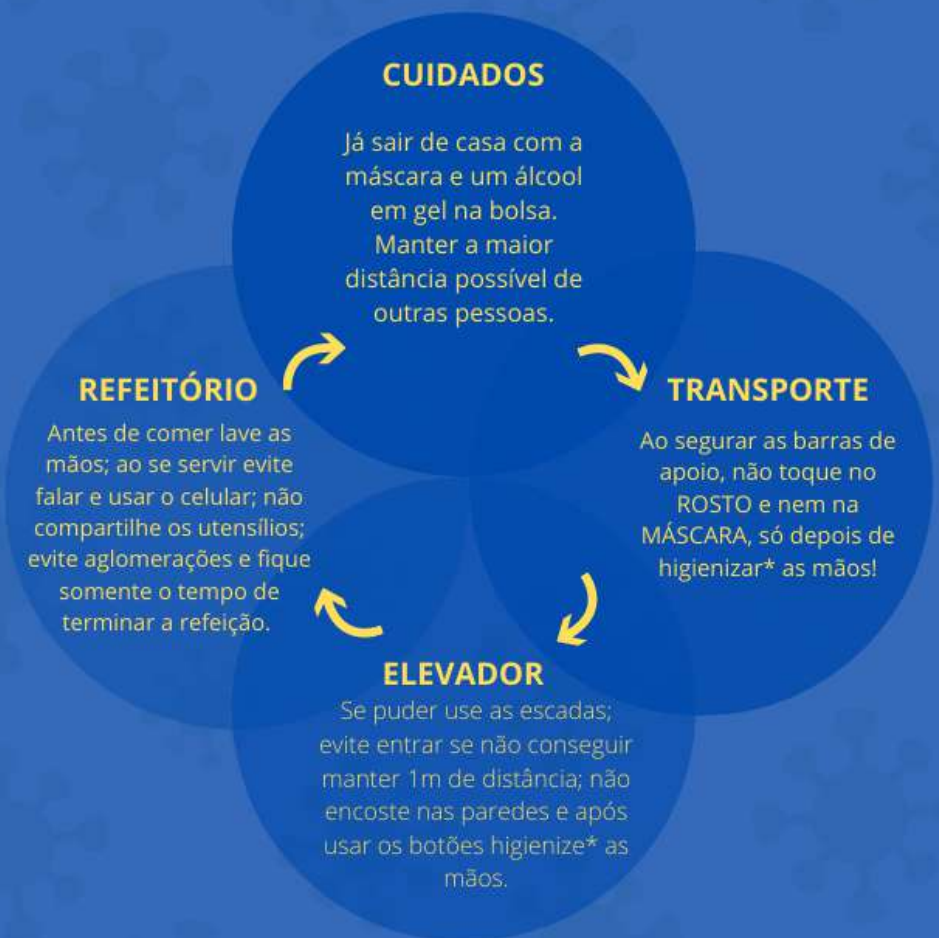 CUIDADOS
Já sair de casa com a
máscara e um álcool
em gel na bolsa.
Manter a maior
distância possível de
outras pessoas.
TRANSPORTE
Ao segurar as barras de
apoio, não toque no
ROSTO e nem na
MÁSCARA, só depois de
higienizar* as mãos!
ELEVADOR
Se puder use as escadas;
evite entrar se não conseguir
manter 1m de distância; não
encoste nas paredes e após
usar os botões higienize* as
mãos.
REFEITÓRIO
Antes de comer lave as
mãos; ao se servir evite
falar e usar o celular; não
compartilhe os utensílios;
evite aglomerações e fique
somente o tempo de
terminar a refeição.